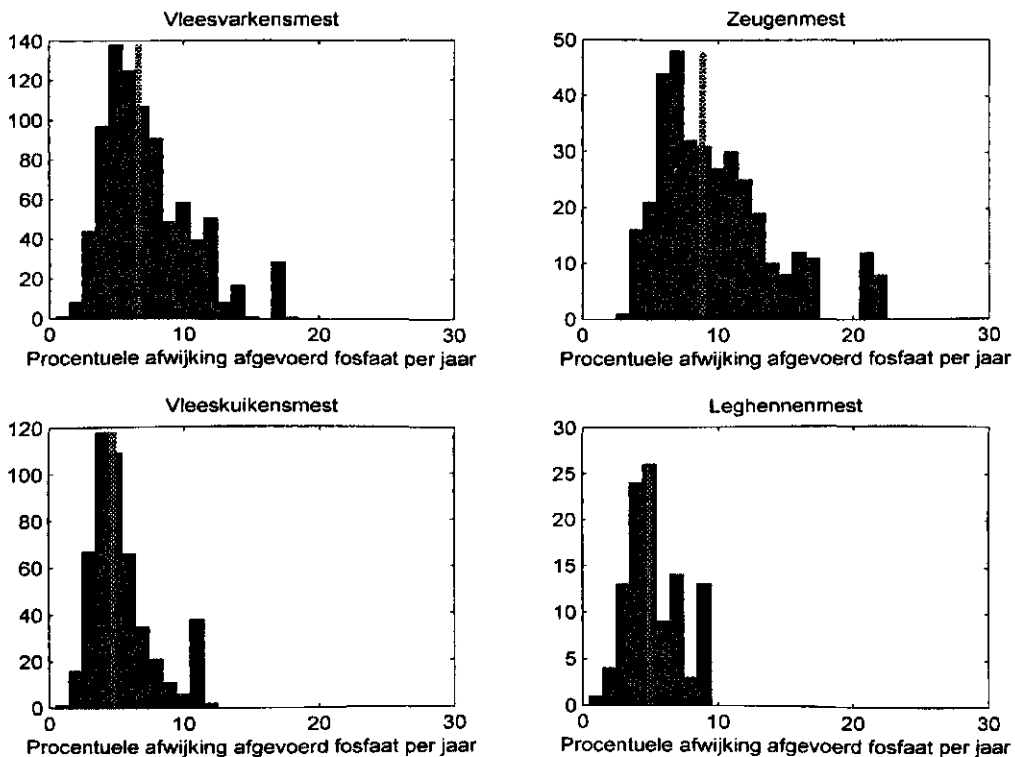 Vleesvarkensmest
140
120
100
80
60
40
20
0
0 10 20 30
Procentuele afwijking afgevoerd fosfaat per jaar
Zeugenmest
50
40
30
20
10
0
0 10 20 30
Procentuele afwijking afgevoerd fosfaat per jaar
Vleeskuikensmest
120
100
80
60
40
20
0
0 10 20 30
Procentuele afwijking afgevoerd fosfaat per jaar
Leghennenmest
30
25
20
15
10
5
0
0 10 20 30
Procentuele afwijking afgevoerd fosfaat per jaar